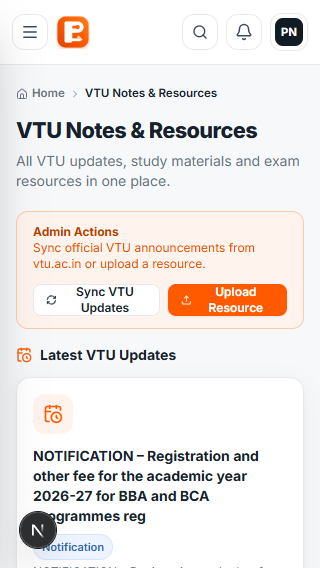 PN
Home > VTU Notes & Resources
VTU Notes & Resources
All VTU updates, study materials and exam
resources in one place.
Admin Actions
Sync official VTU announcements from
vtu.ac.in or upload a resource.
Sync VTU
Updates
Upload
Resource
Latest VTU Updates
NOTIFICATION – Registration and
other fee for the academic year
2026-27 for BBA and BCA
programmes reg
N
Notification